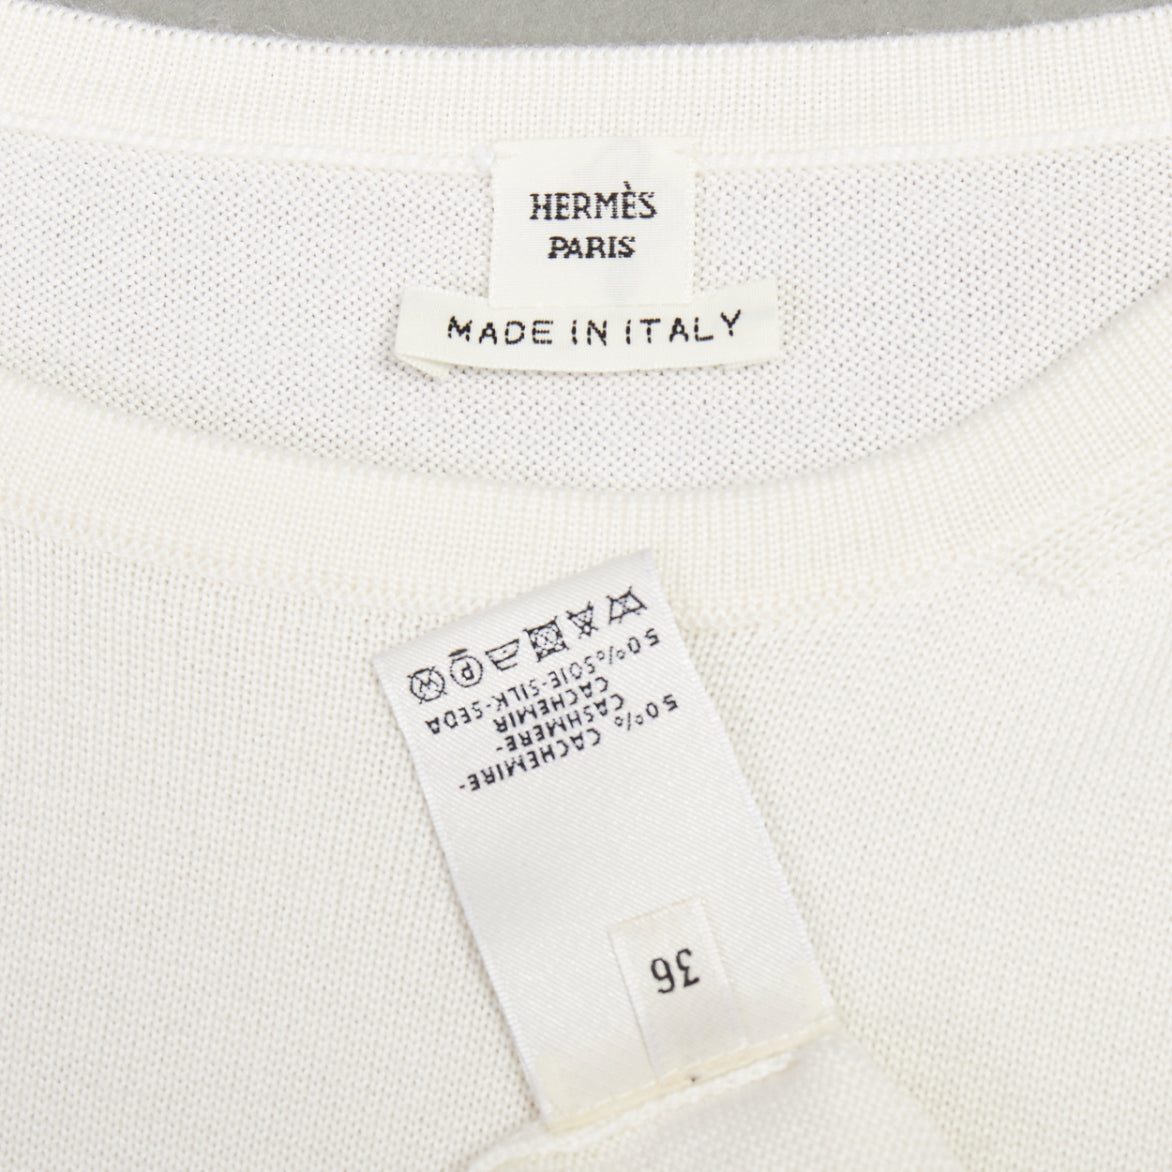 HERMÈS
PARIS
MADE IN ITALY
50% SOIE-SILK-SEDA
CACHEMIR
50% CASHMERE-
CACHEMIRE-
36